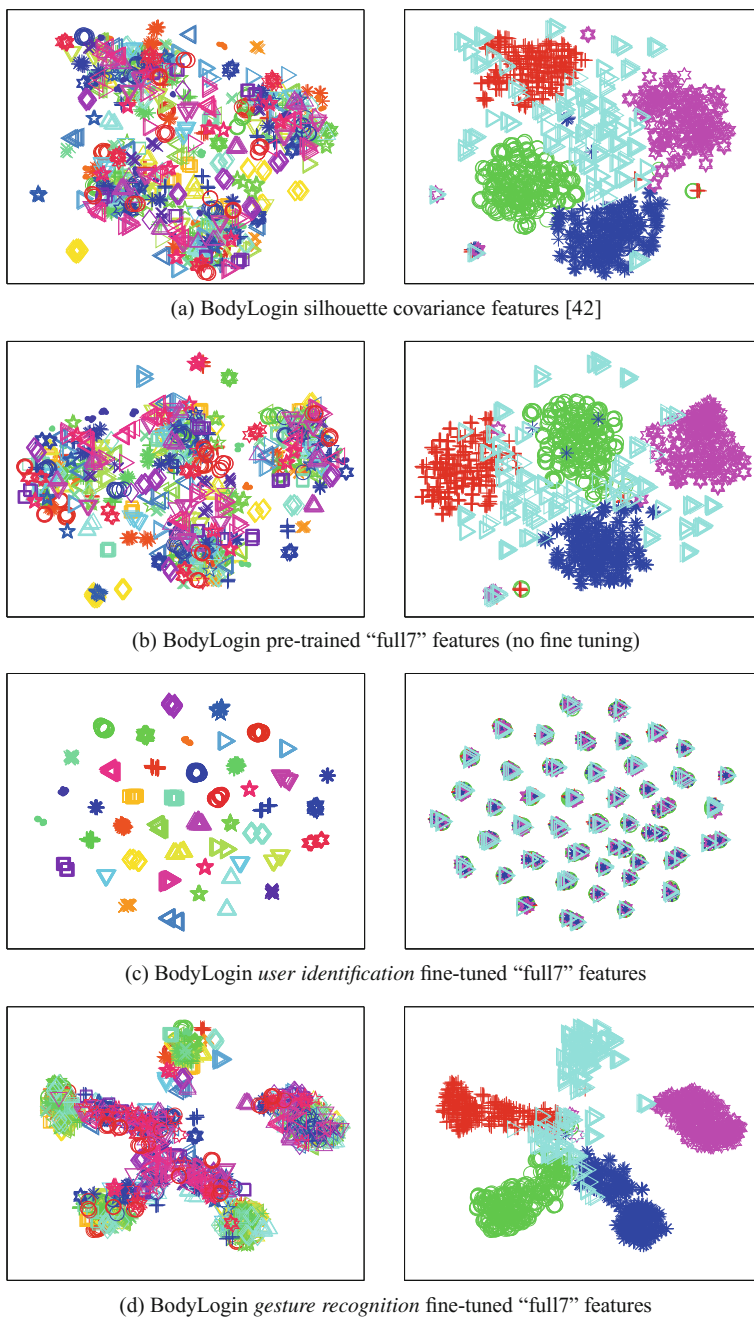 (a) BodyLogin silhouette covariance features [42]
(b) BodyLogin pre-trained “full7” features (no fine tuning)
(c) BodyLogin user identification fine-tuned “full7” features
(d) BodyLogin gesture recognition fine-tuned “full7” features